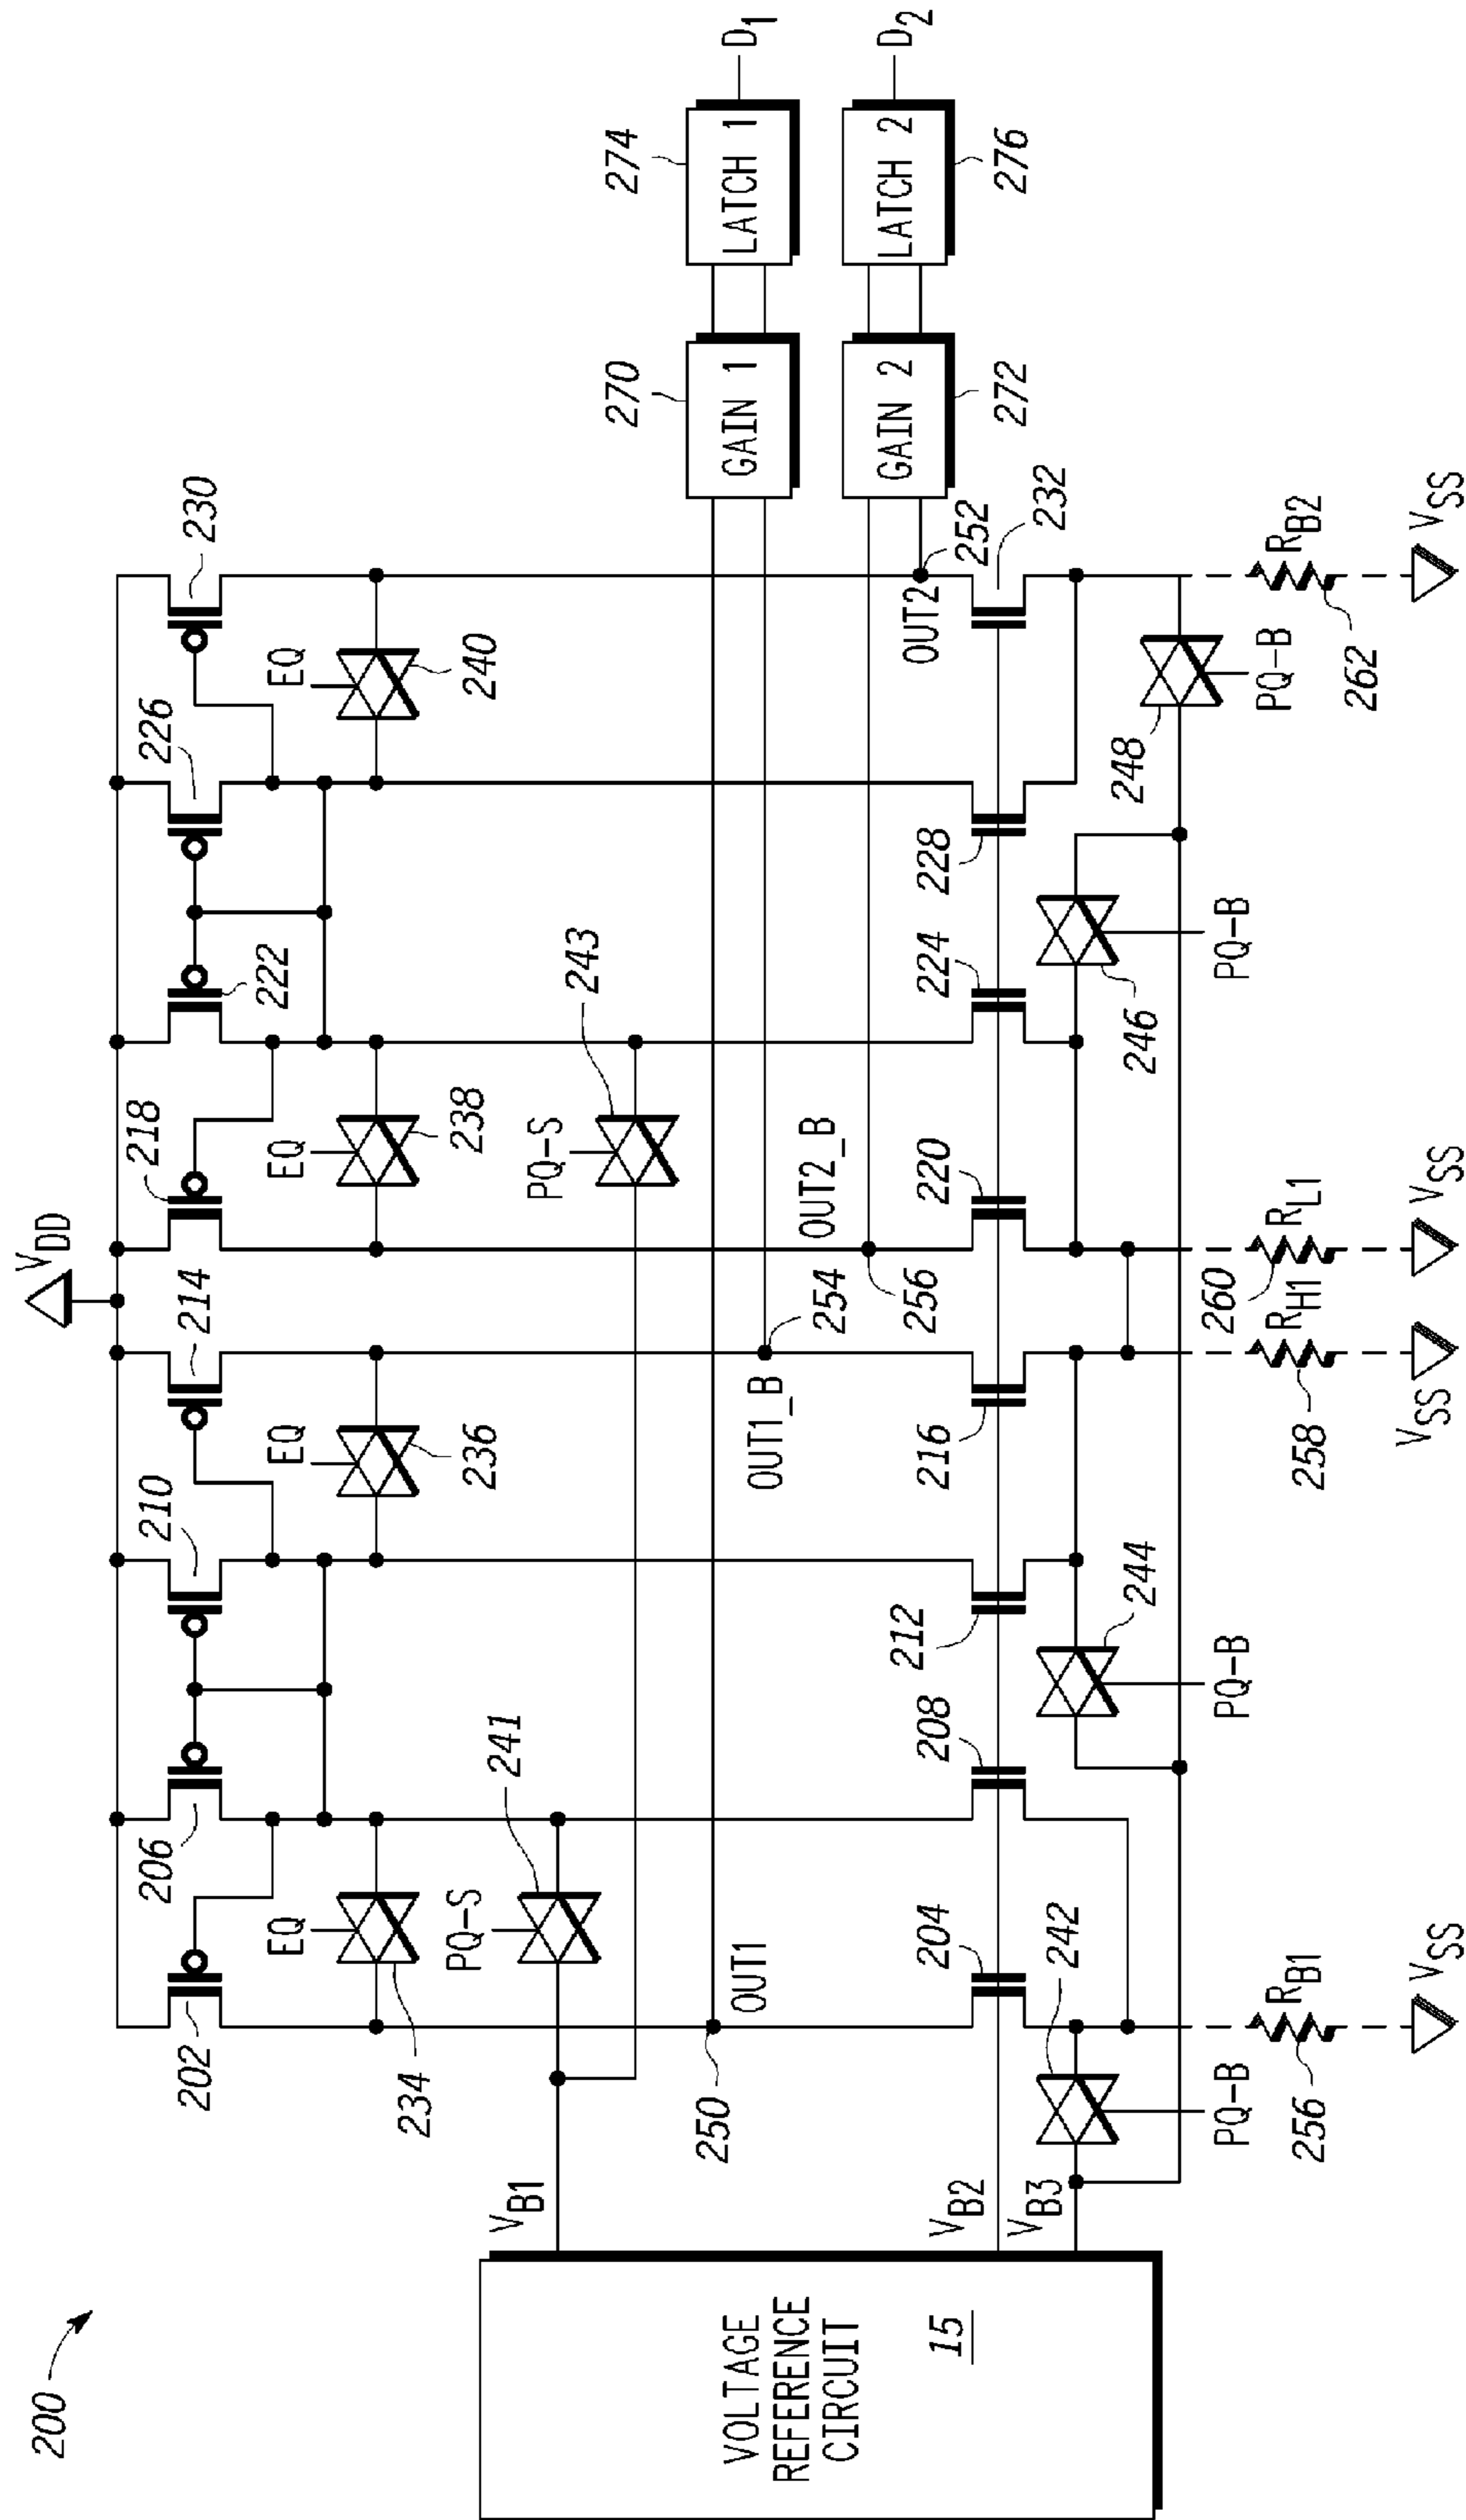 200
VDD
202
206
210
214
218
222
226
230
EQ
EQ
EQ
EQ
234
236
238
240
PQ-S
241
PQ-S
243
VB1
OUT1
250
OUT1_B
254
OUT2_B
256
OUT2
252
270
GAIN 1
274
LATCH 1
D1
GAIN 2
272
LATCH 2
276
D2
VOLTAGE
REFERENCE
CIRCUIT
15
VB2
VB3
204
208
212
216
220
224
228
232
242
244
246
248
PQ-B
PQ-B
PQ-B
PQ-B
256
RB1
258
RH1
260
RL1
262
RB2
VSS
VSS
VSS
VSS